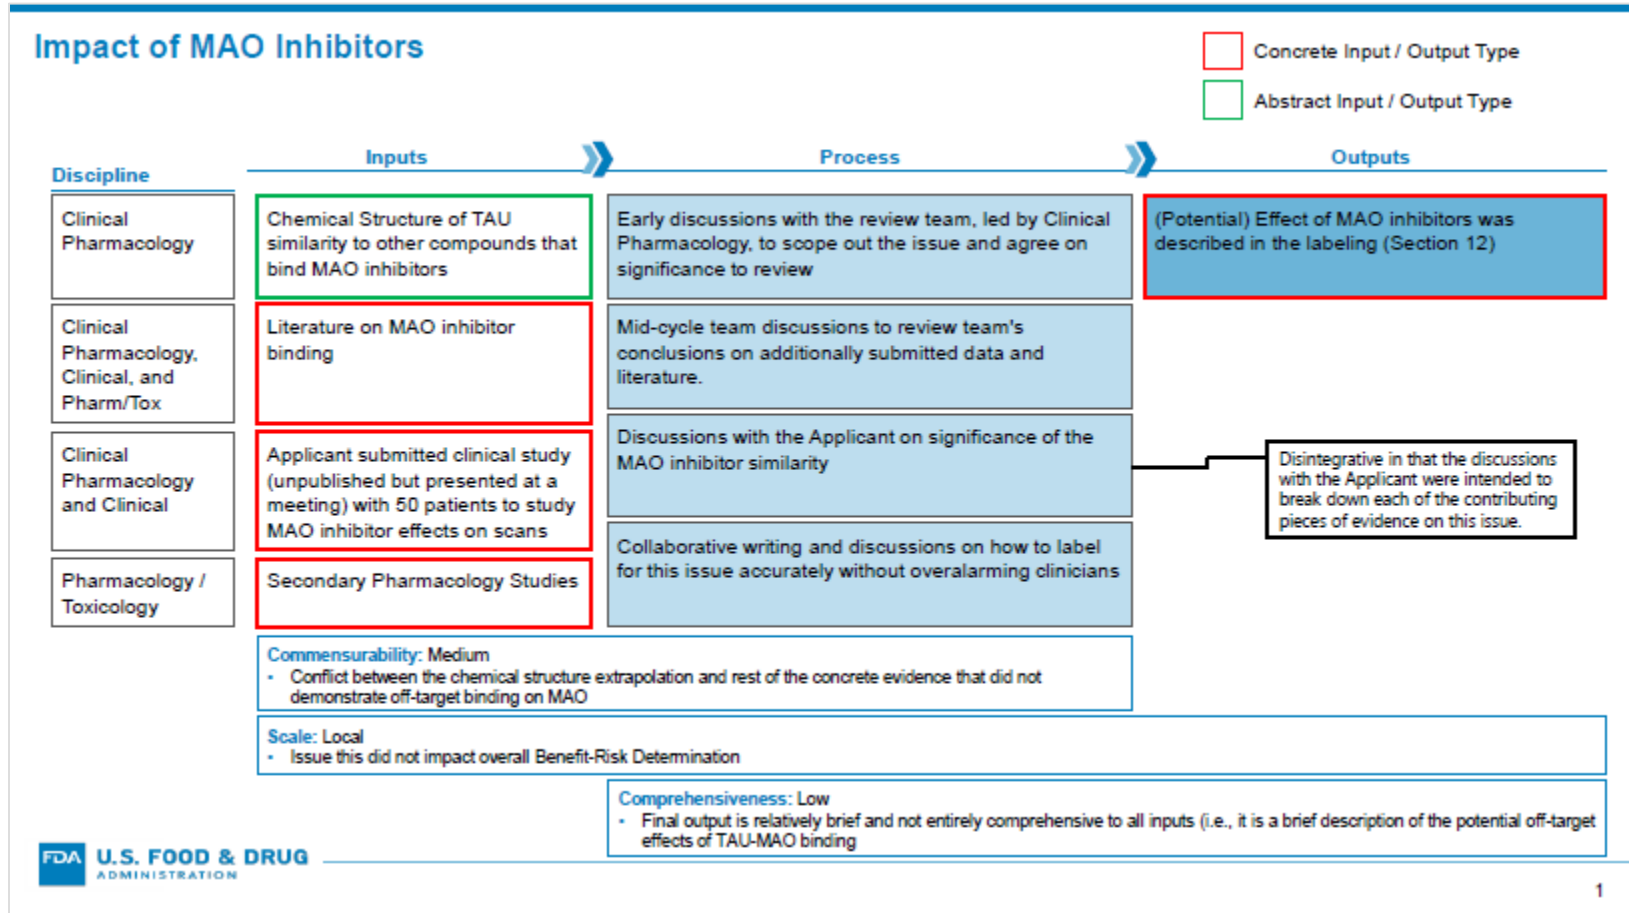 Impact of MAO Inhibitors
Concrete Input / Output Type
Abstract Input / Output Type
Discipline
Inputs
Process
Outputs
Clinical
Pharmacology
Chemical Structure of TAU
similarity to other compounds that
bind MAO inhibitors
Early discussions with the review team, led by Clinical
Pharmacology, to scope out the issue and agree on
significance to review
(Potential) Effect of MAO inhibitors was
described in the labeling (Section 12)
Clinical
Pharmacology,
Clinical, and
Pharm/Tox
Literature on MAO inhibitor
binding
Mid-cycle team discussions to review team's
conclusions on additionally submitted data and
literature.
Clinical
Pharmacology
and Clinical
Applicant submitted clinical study
(unpublished but presented at a
meeting) with 50 patients to study
MAO inhibitor effects on scans
Discussions with the Applicant on significance of the
MAO inhibitor similarity
Disintegrative in that the discussions
with the Applicant were intended to
break down each of the contributing
pieces of evidence on this issue.
Pharmacology /
Toxicology
Secondary Pharmacology Studies
Collaborative writing and discussions on how to label
for this issue accurately without overalarming clinicians
Commensurability: Medium
• Conflict between the chemical structure extrapolation and rest of the concrete evidence that did not
demonstrate off-target binding on MAO
Scale: Local
• Issue this did not impact overall Benefit-Risk Determination
Comprehensiveness: Low
• Final output is relatively brief and not entirely comprehensive to all inputs (i.e., it is a brief description of the potential off-target
effects of TAU-MAO binding
FDA U.S. FOOD & DRUG
ADMINISTRATION
1